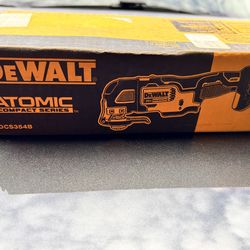 DEWALT
ATOMIC
COMPACT SERIES
DCS354B
DEWALT